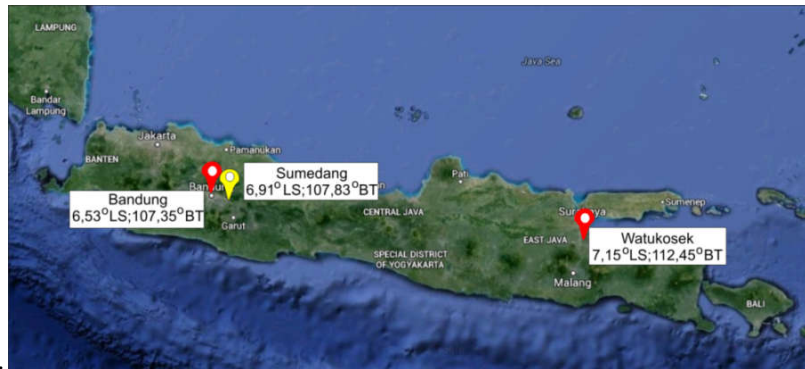 LAMPUNG
Java Sea
Bandar
Lampung
Jakarta
Pamanukan
BANTEN
Sumedang
6,91°LS;107,83°BT
Pati
Bandung
6,53°LS;107,35°BT
Garut
CENTRAL JAVA
Sumenep
EAST JAVA
Watukosek
7,15°LS;112,45°BT
SPECIAL DISTRICT
OF YOGYAKARTA
Malang
BALI